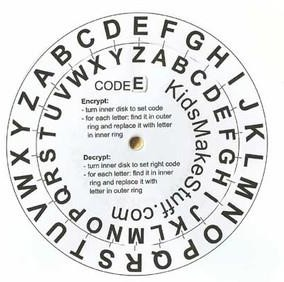 ABCDEFGHIJKLMNOPQRSTUVWXYZ
ABCDEFGHIJKLMNOPQRSTUVWXYZ
CODE E
Encrypt:
- turn inner disk to set code
- for each letter: find it in outer
ring and replace it with letter
in inner ring
Decrypt:
- turn inner disk to set right code
- for each letter: find it in inner
ring and replace it with
letter in outer ring
KidsMakeStuff.com